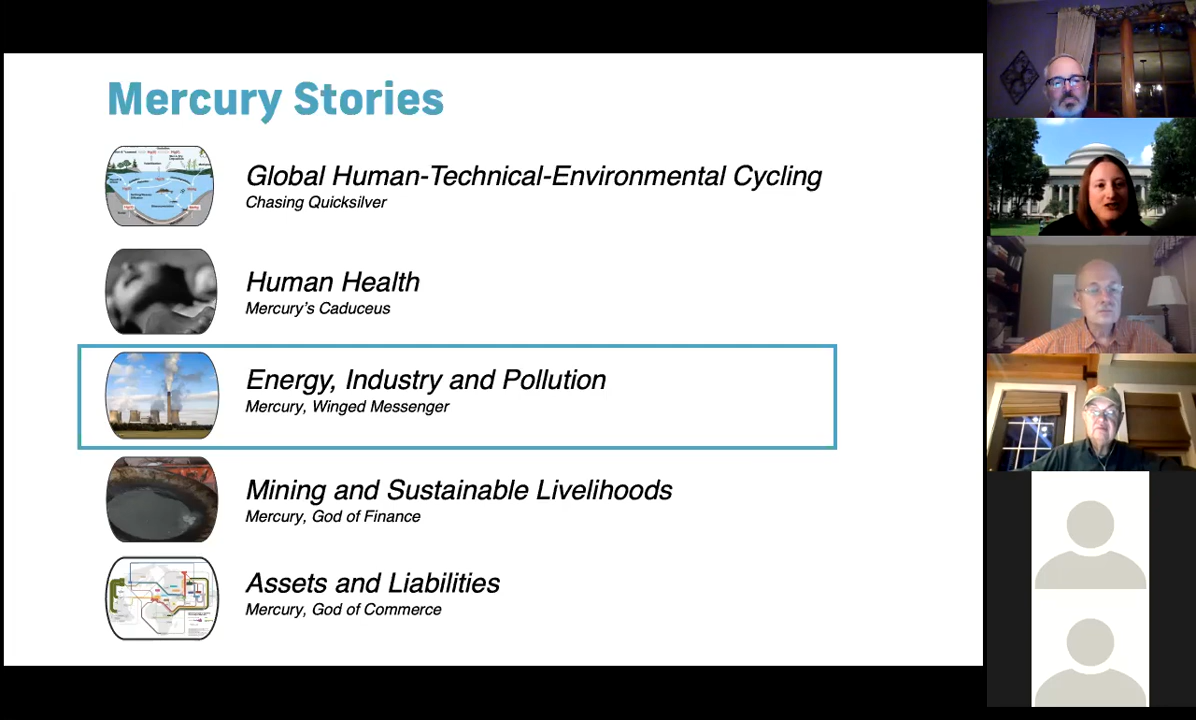 Mercury Stories
Global Human-Technical-Environmental Cycling
Chasing Quicksilver
Human Health
Mercury's Caduceus
Energy, Industry and Pollution
Mercury, Winged Messenger
Mining and Sustainable Livelihoods
Mercury, God of Finance
Assets and Liabilities
Mercury, God of Commerce